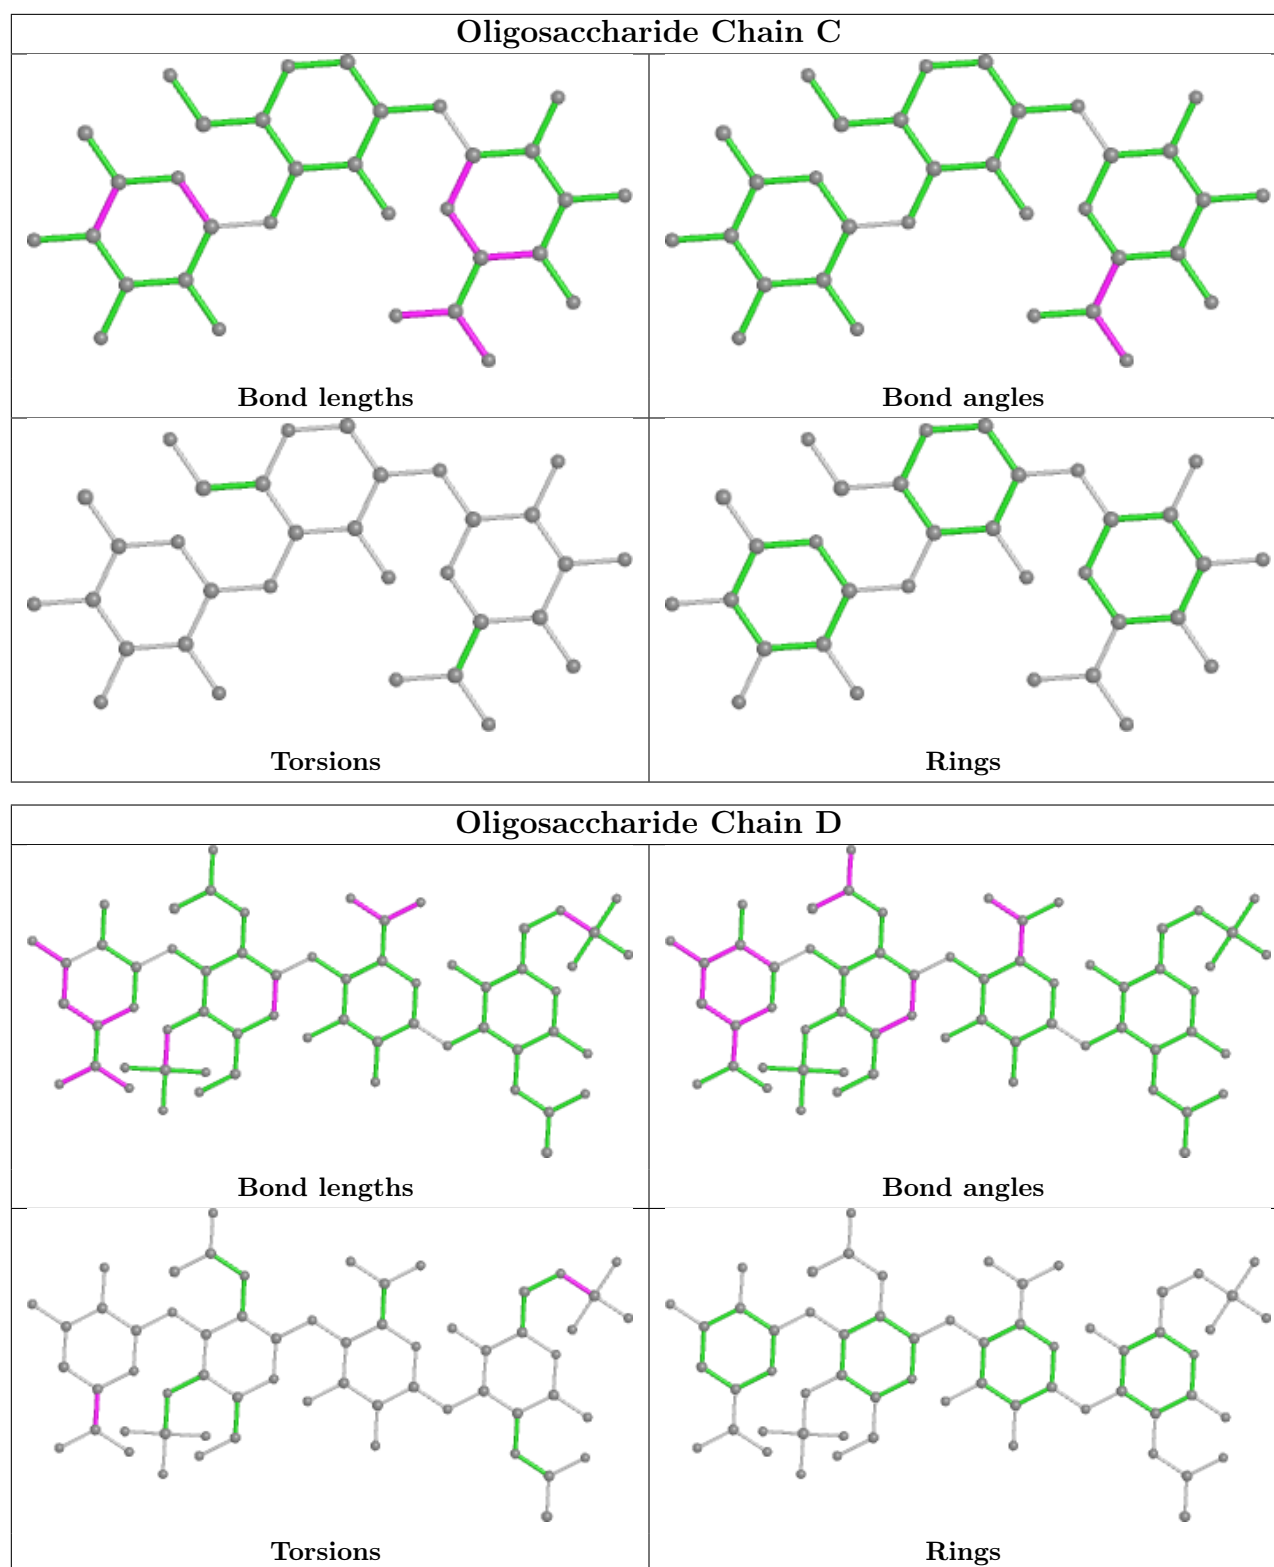 Oligosaccharide Chain C
Bond lengths
Bond angles
Torsions
Rings
Oligosaccharide Chain D
Bond lengths
Bond angles
Torsions
Rings